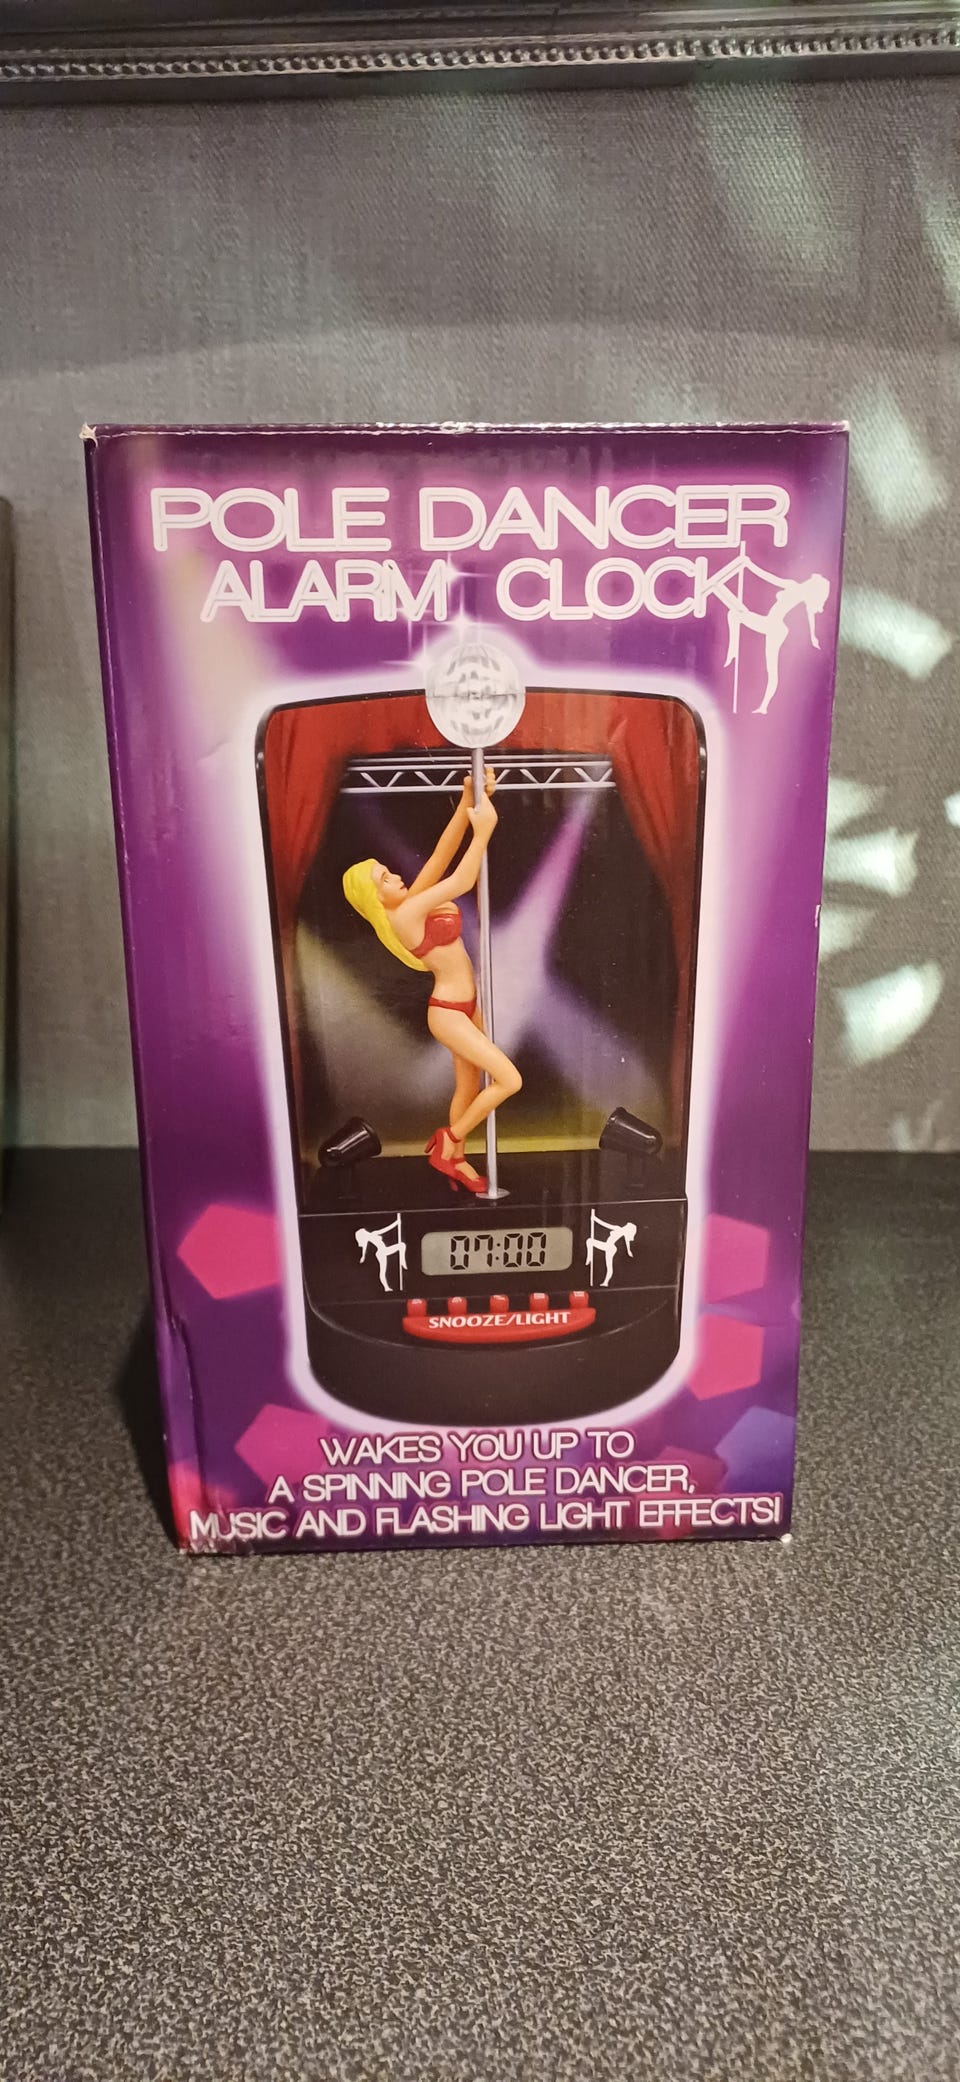 POLE DANCER
ALARM CLOCK
07:00
SNOOZE/LIGHT
WAKES YOU UP TO
A SPINNING POLE DANCER,
MUSIC AND FLASHING LIGHT EFFECTS!